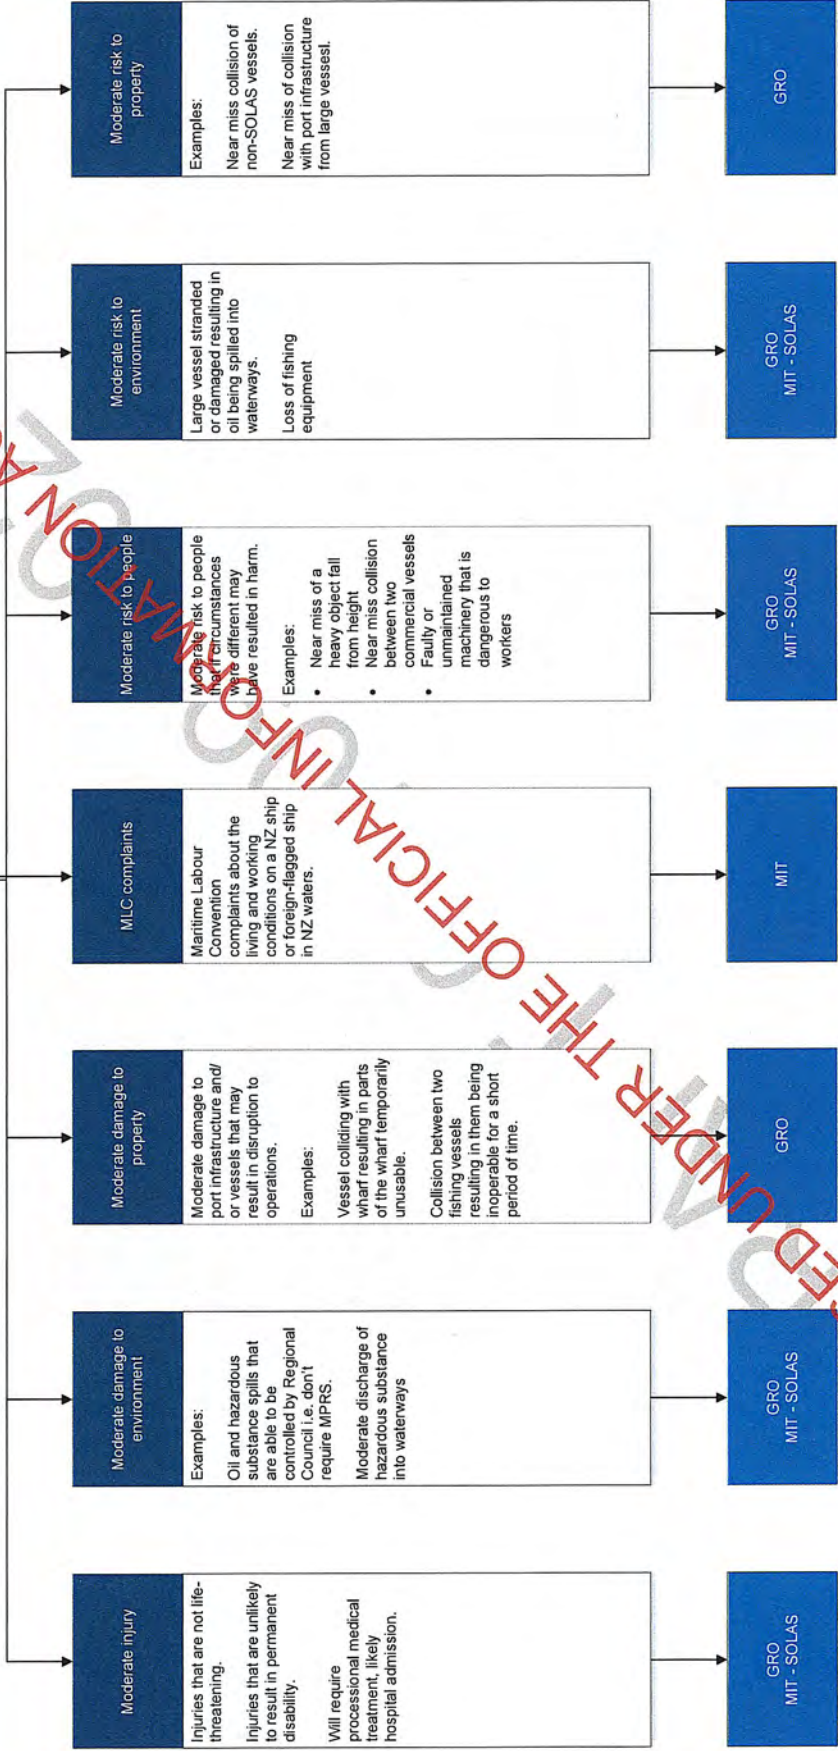 Moderate injury
Injuries that are not life-
threatening.
Injuries that are unlikely
to result in permanent
disability.
Will require
processional medical
treatment, likely
hospital admission.
GRO
MIT - SOLAS
Moderate damage to
environment
Examples:
Oil and hazardous
substance spills that
are able to be
controlled by Regional
Council i.e. don't
require MPRS.
Moderate discharge of
hazardous substance
into waterways
GRO
MIT - SOLAS
Moderate damage to
property
Moderate damage to
port infrastructure and/
or vessels that may
result in disruption to
operations.
Examples:
Vessel colliding with
wharf resulting in parts
of the wharf temporarily
unusable.
Collision between two
fishing vessels
resulting in them being
inoperable for a short
period of time.
GRO
MLC complaints
Maritime Labour
Convention
complaints about the
living and working
conditions on a NZ ship
or foreign-flagged ship
in NZ waters.
MIT
Moderate risk to people
Moderate risk to people
that if circumstances
were different may
have resulted in harm.
Examples:
• Near miss of a
heavy object fall
from height
• Near miss collision
between two
commercial vessels
• Faulty or
unmaintained
machinery that is
dangerous to
workers
GRO
MIT - SOLAS
Moderate risk to
environment
Large vessel stranded
or damaged resulting in
oil being spilled into
waterways.
Loss of fishing
equipment
GRO
MIT - SOLAS
Moderate risk to
property
Examples:
Near miss collision of
non-SOLAS vessels.
Near miss of collision
with port infrastructure
from large vessesl.
GRO
UNDER THE OFFICIAL INFORMATION